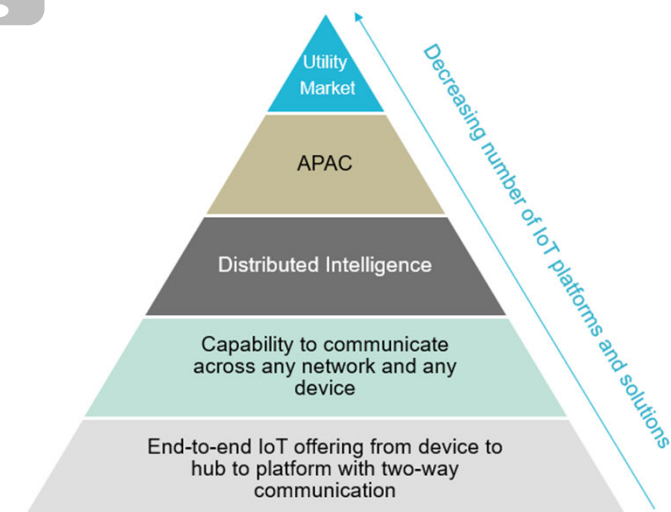 Utility
Market
APAC
Distributed Intelligence
Capability to communicate
across any network and any
device
End-to-end IoT offering from device to
hub to platform with two-way
communication
Decreasing number of IoT platforms and solutions